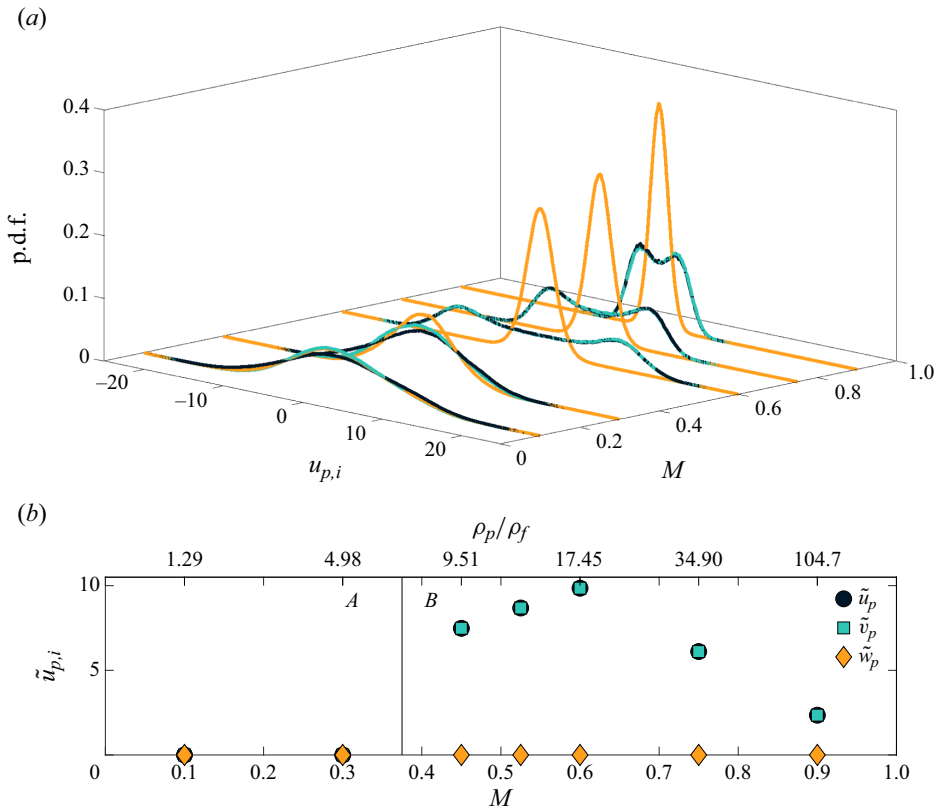 (a)
0.4
0.3
0.2
0.1
0
p.d.f.
−20
−10
0
10
20
u_{p,i}
0
0.2
0.4
0.6
0.8
1.0
M
(b)
ρ_p/ρ_f
1.29 4.98 9.51 17.45 34.90 104.7
10
5
0
ũ_{p,i}
A B
ũ_p
ṽ_p
w̃_p
0.1 0.2 0.3 0.4 0.5 0.6 0.7 0.8 0.9 1.0
M